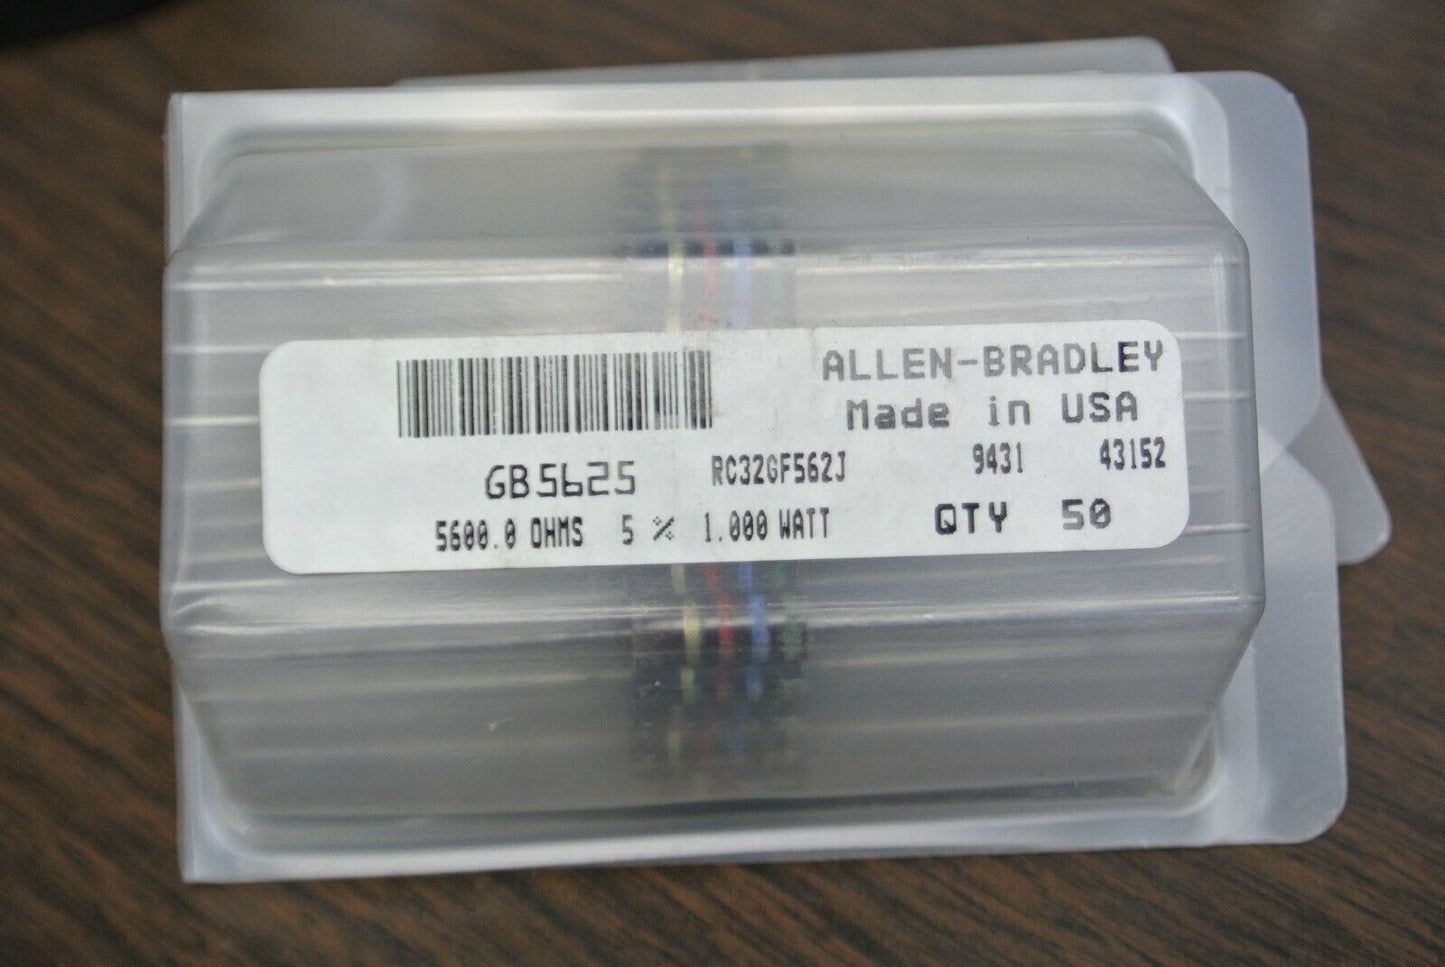 ALLEN-BRADLEY
Made in USA
GB5625 RC32GF562J 9431 43152
5600.0 OHMS 5 % 1.000 WATT QTY 50